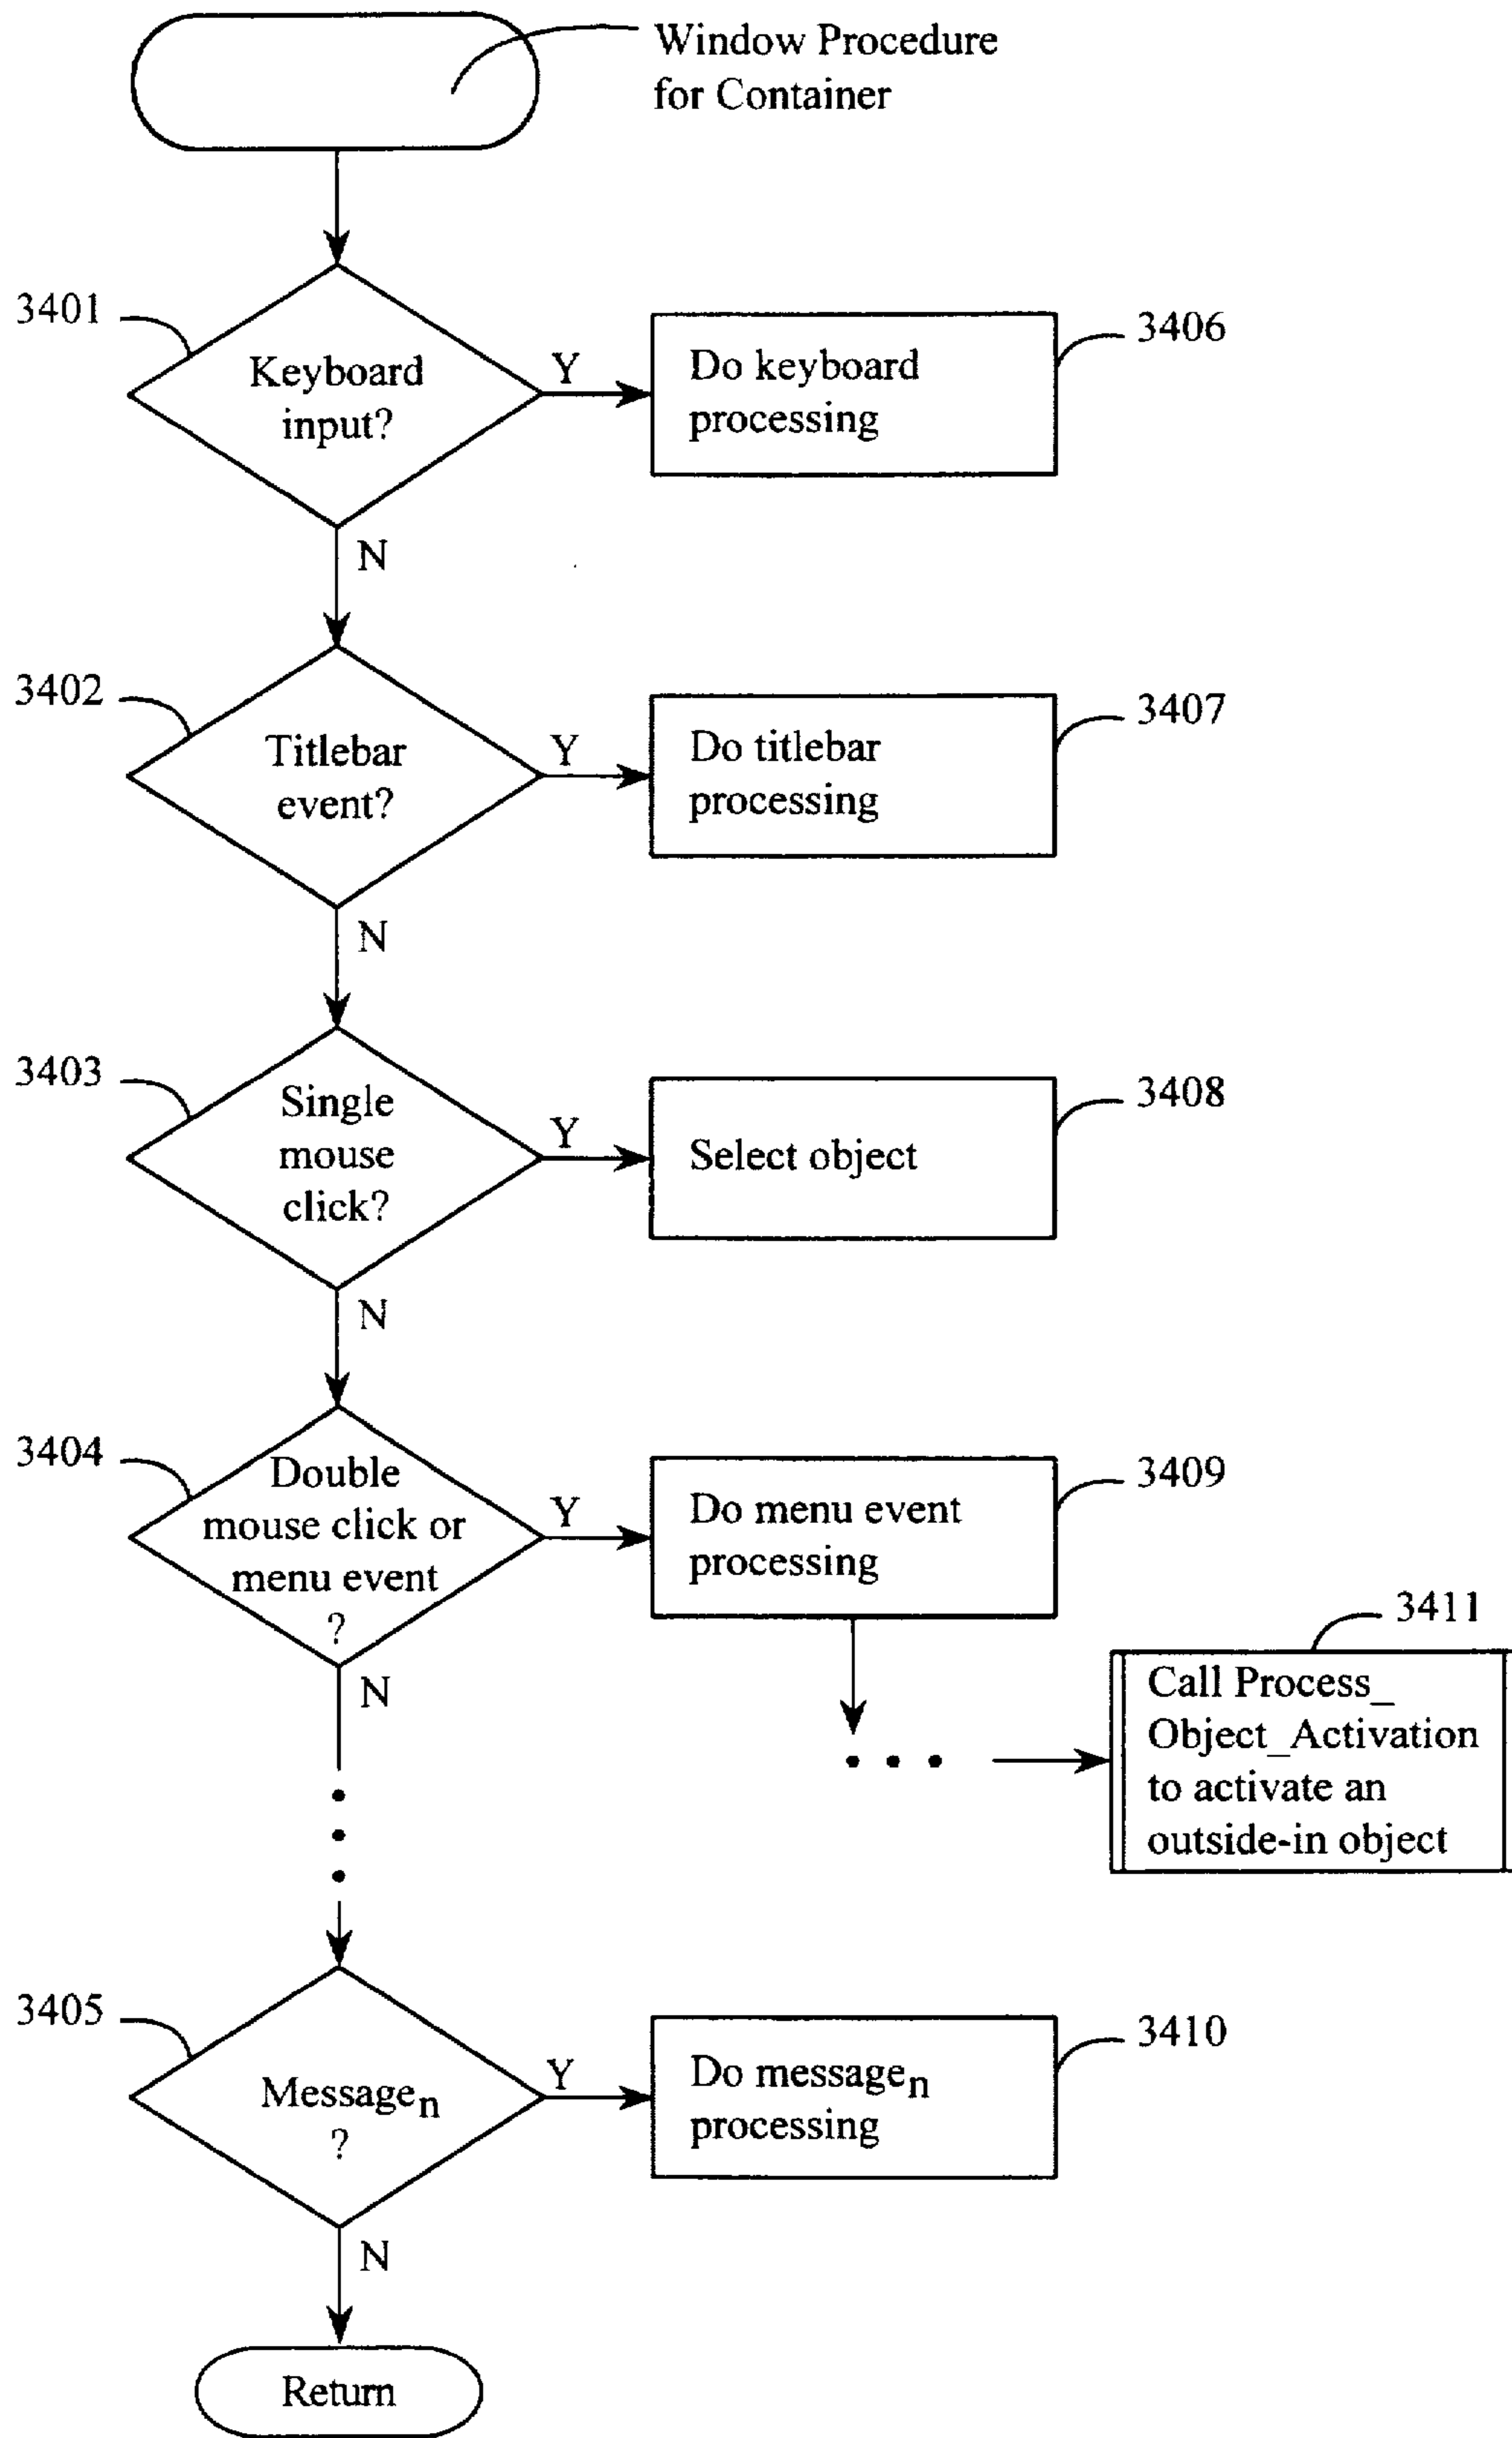 Window Procedure
for Container
3401
Keyboard
input?
Y
Do keyboard
processing
3406
N
3402
Titlebar
event?
Y
Do titlebar
processing
3407
N
3403
Single
mouse
click?
Y
Select object
3408
N
3404
Double
mouse click or
menu event
?
Y
Do menu event
processing
3409
N
3411
Call Process_
Object_Activation
to activate an
outside-in object
3405
Messageₙ
?
Y
Do messageₙ
processing
3410
N
Return